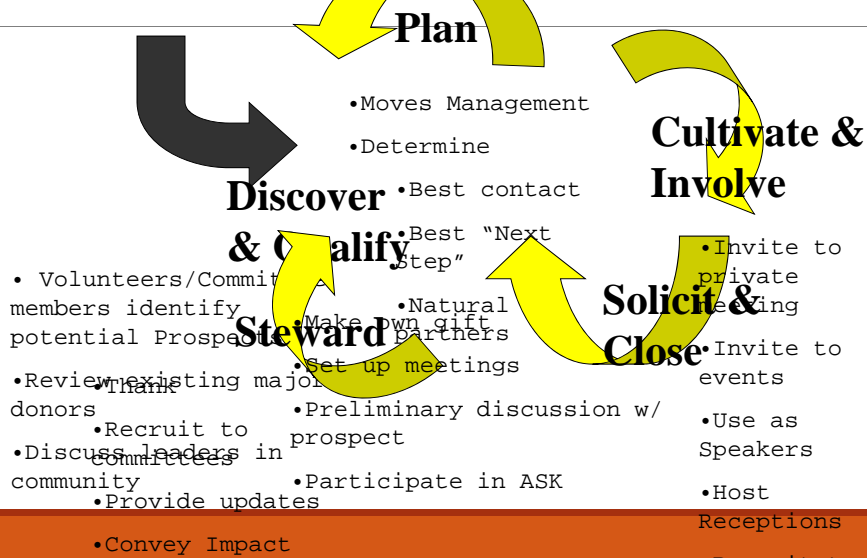 Plan
•Moves Management
•Determine
•Best contact
•Best “Next
Step”
•Natural
partners
Cultivate &
Involve
•Invite to
private
•Invite to
events
•Use as
Speakers
•Host
Receptions
Discover
& Qualify
• Volunteers/Commit
members identify
potential Prospects
•Review existing major
donors
•Discuss leaders in
community
Solicit &
Close
•Make own gift
•Set up meetings
•Preliminary discussion w/
prospect
•Participate in ASK
Steward
•Thank
•Recruit to
committees
•Provide updates
•Convey Impact